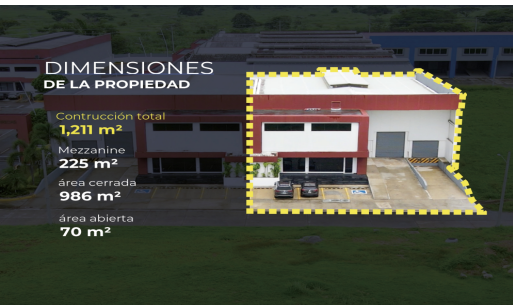 DIMENSIONES
DE LA PROPIEDAD
Contrucción total
1,211 m²
Mezzanine
225 m²
área cerrada
986 m²
área abierta
70 m²